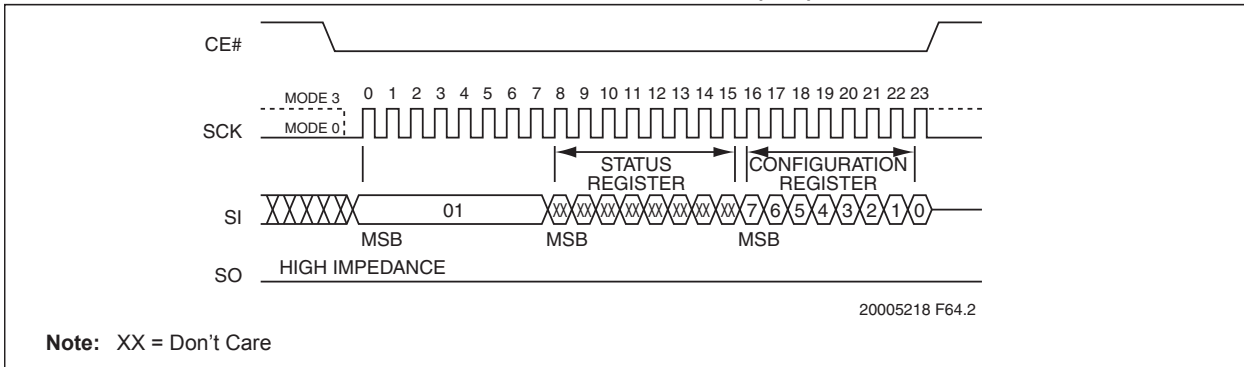 CE#
MODE 3
0 1 2 3 4 5 6 7 8 9 10 11 12 13 14 15 16 17 18 19 20 21 22 23
SCK
MODE 0
STATUS REGISTER
CONFIGURATION REGISTER
SI
01
XX XX XX XX XX XX XX XX
7 6 5 4 3 2 1 0
MSB
MSB
MSB
SO
HIGH IMPEDANCE
20005218 F64.2
Note: XX = Don't Care